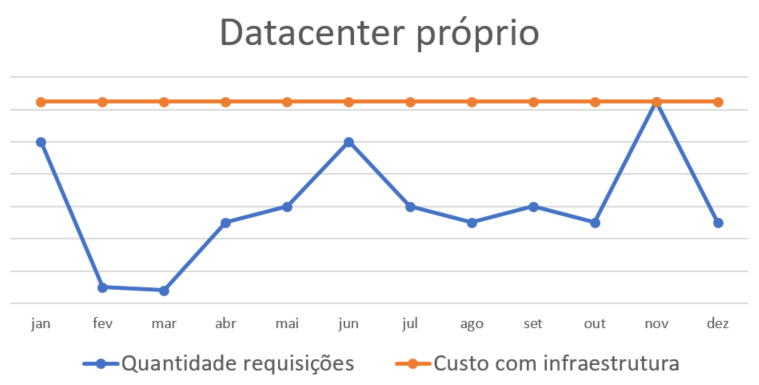 Datacenter próprio
jan fev mar abr mai jun jul ago set out nov dez
Quantidade requisições Custo com infraestrutura